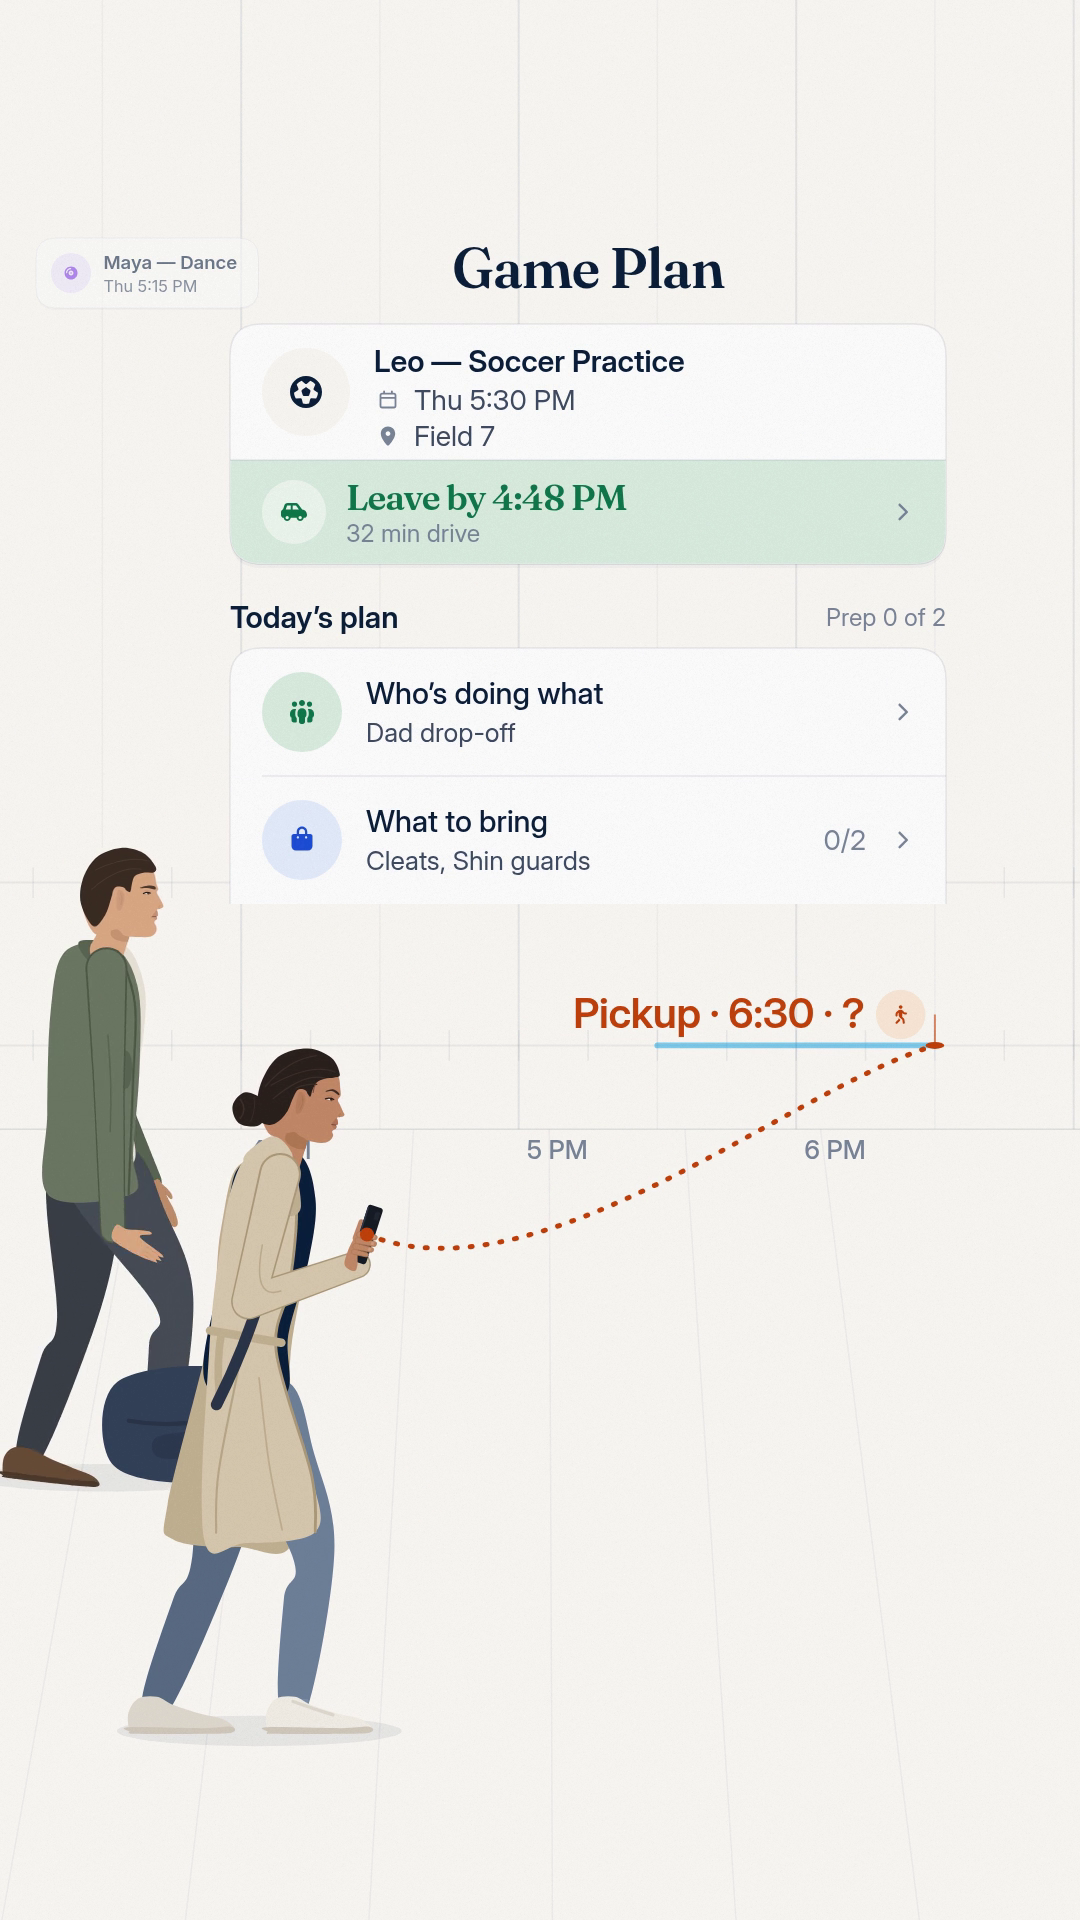 Game Plan
Maya — Dance
Thu 5:15 PM
Leo — Soccer Practice
Thu 5:30 PM
Field 7
Leave by 4:48 PM
32 min drive
Today’s plan
Prep 0 of 2
Who’s doing what
Dad drop-off
What to bring
0/2
Cleats, Shin guards
Pickup · 6:30 · ?
5 PM
6 PM